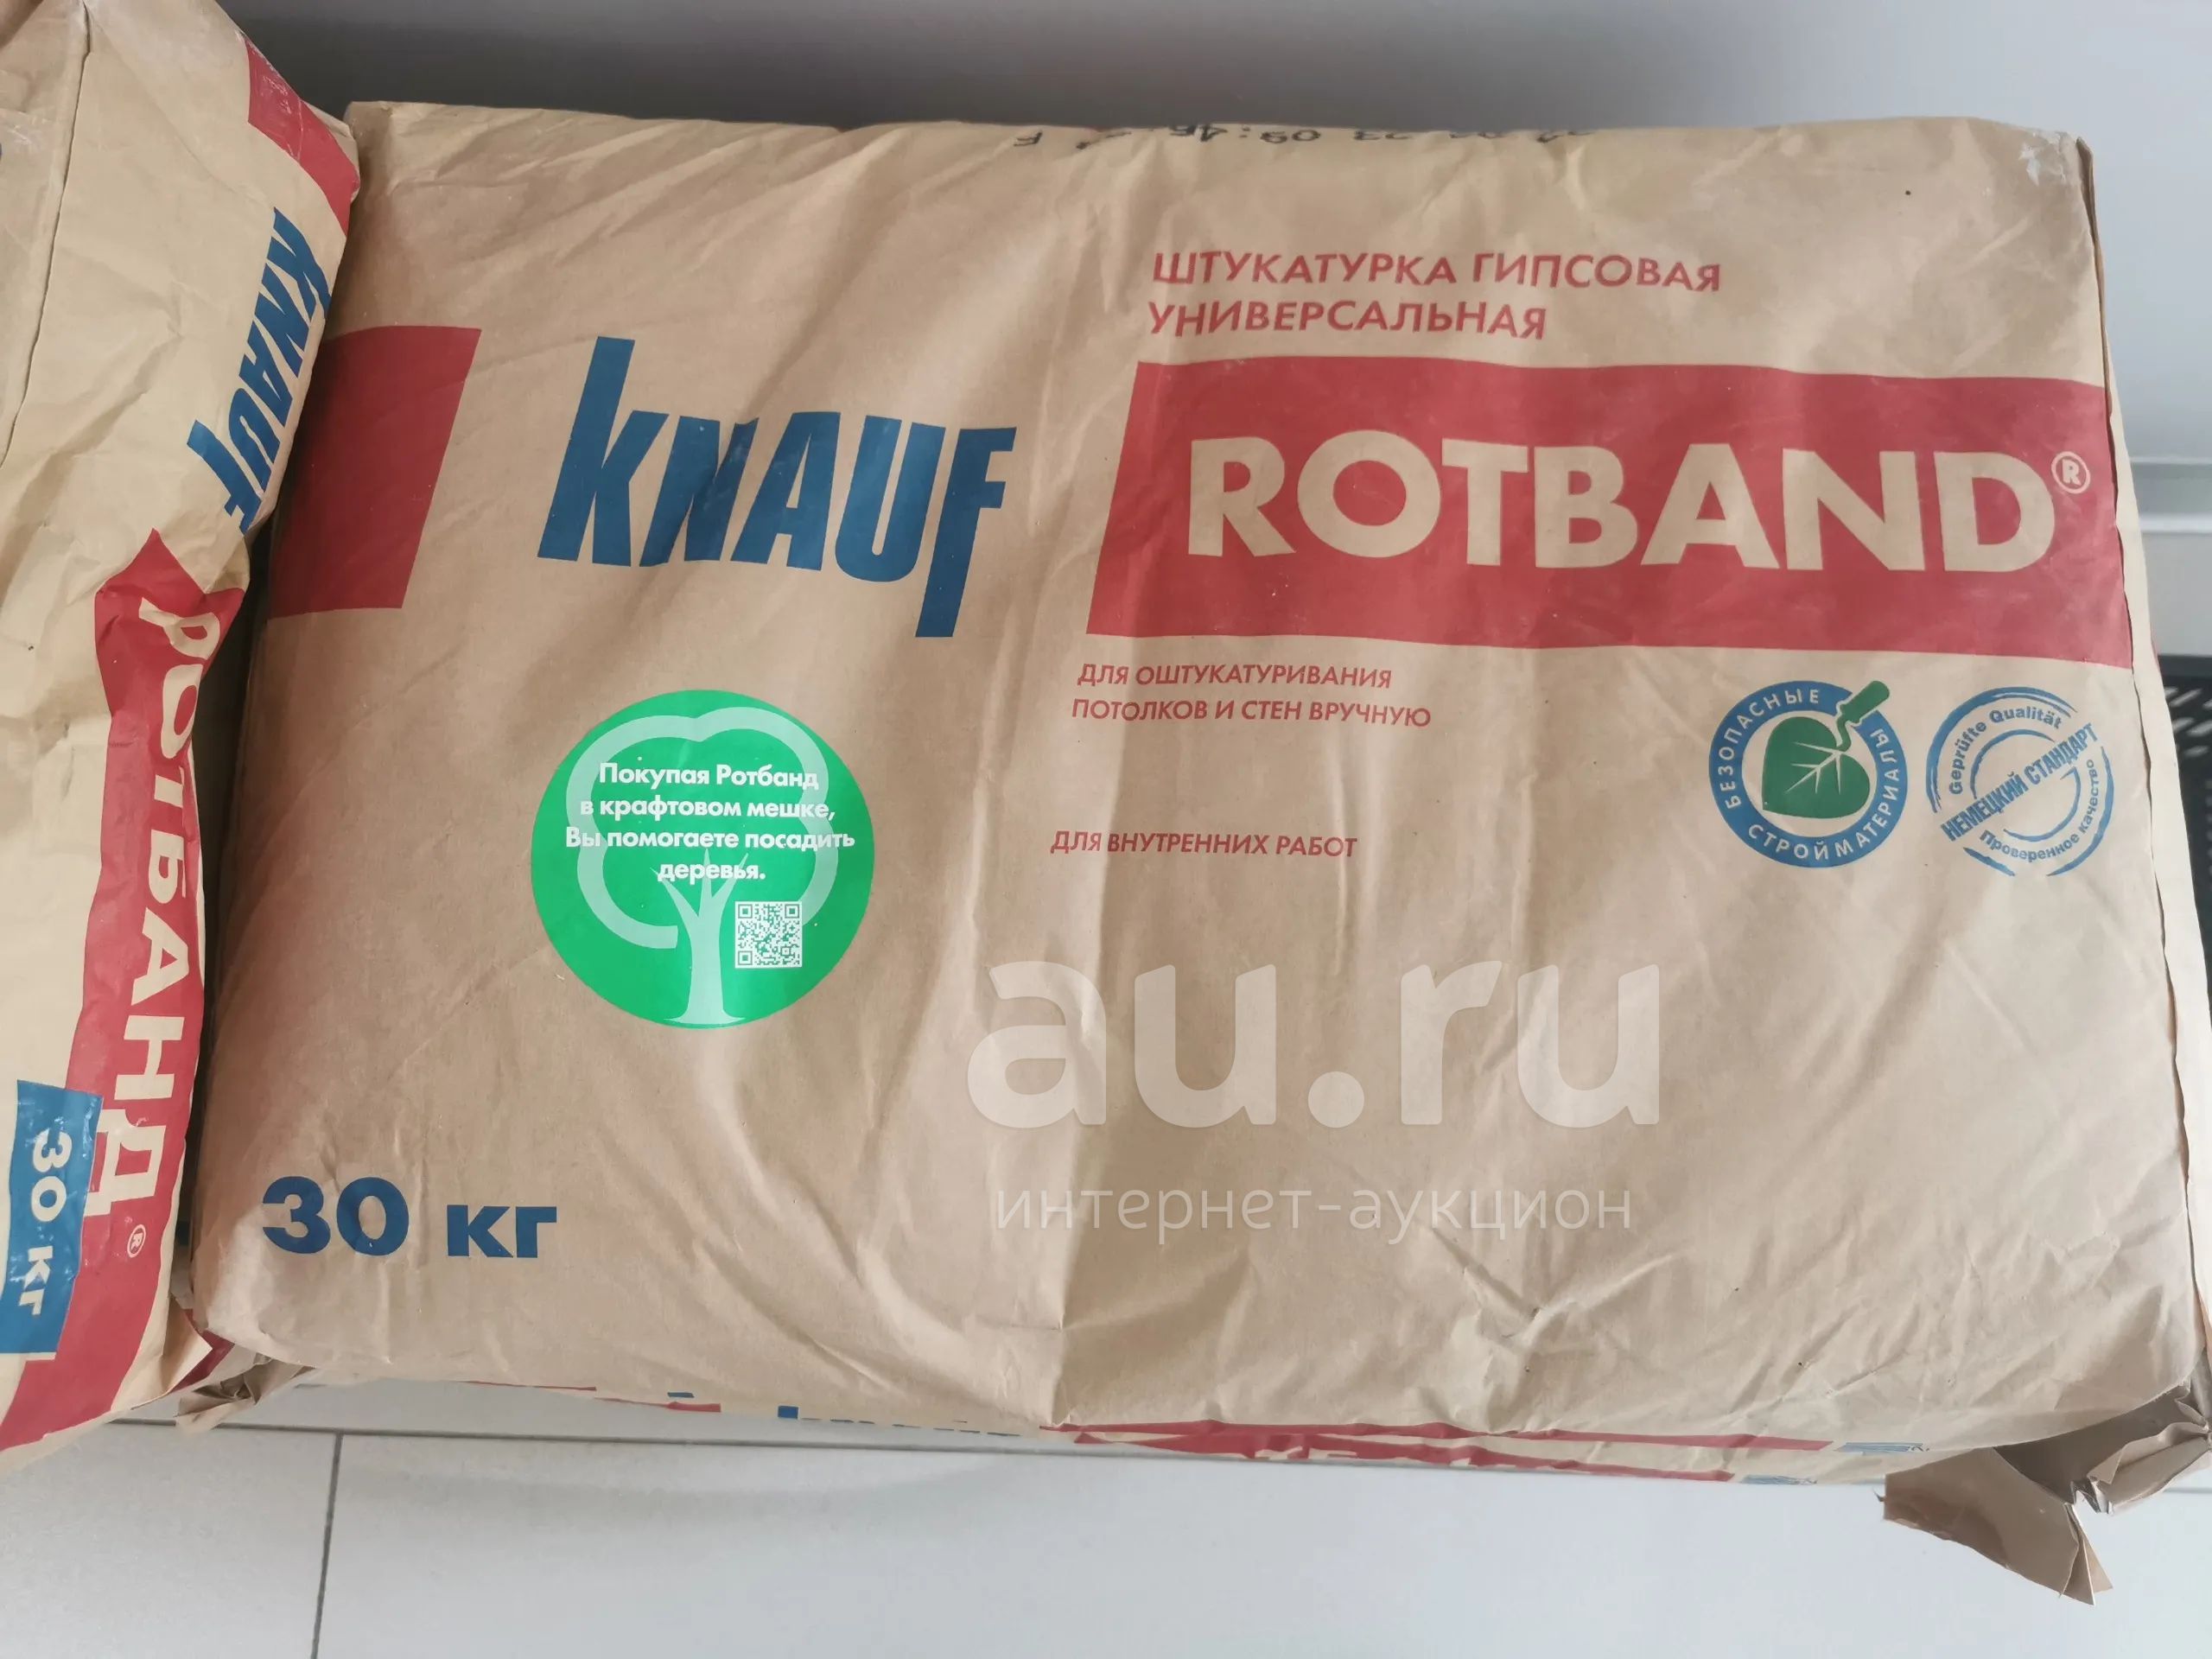 KNAUF
РОТБАНД®
30 кг
09:46
ШТУКАТУРКА ГИПСОВАЯ
УНИВЕРСАЛЬНАЯ
KNAUF
ROTBAND®
ДЛЯ ОШТУКАТУРИВАНИЯ
ПОТОЛКОВ И СТЕН ВРУЧНУЮ
ДЛЯ ВНУТРЕННИХ РАБОТ
Покупая Ротбанд
в крафтовом мешке,
Вы помогаете посадить
деревья.
БЕЗОПАСНЫЕ
СТРОЙМАТЕРИАЛЫ
Geprüfte Qualität
НЕМЕЦКИЙ СТАНДАРТ
Проверенное качество
30 кг
au.ru
интернет-аукцион